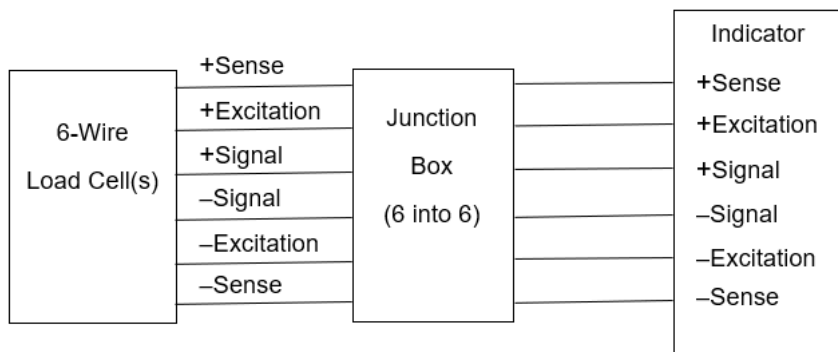 6-Wire
Load Cell(s)
+Sense
+Excitation
+Signal
–Signal
–Excitation
–Sense
Junction
Box
(6 into 6)
Indicator
+Sense
+Excitation
+Signal
–Signal
–Excitation
–Sense